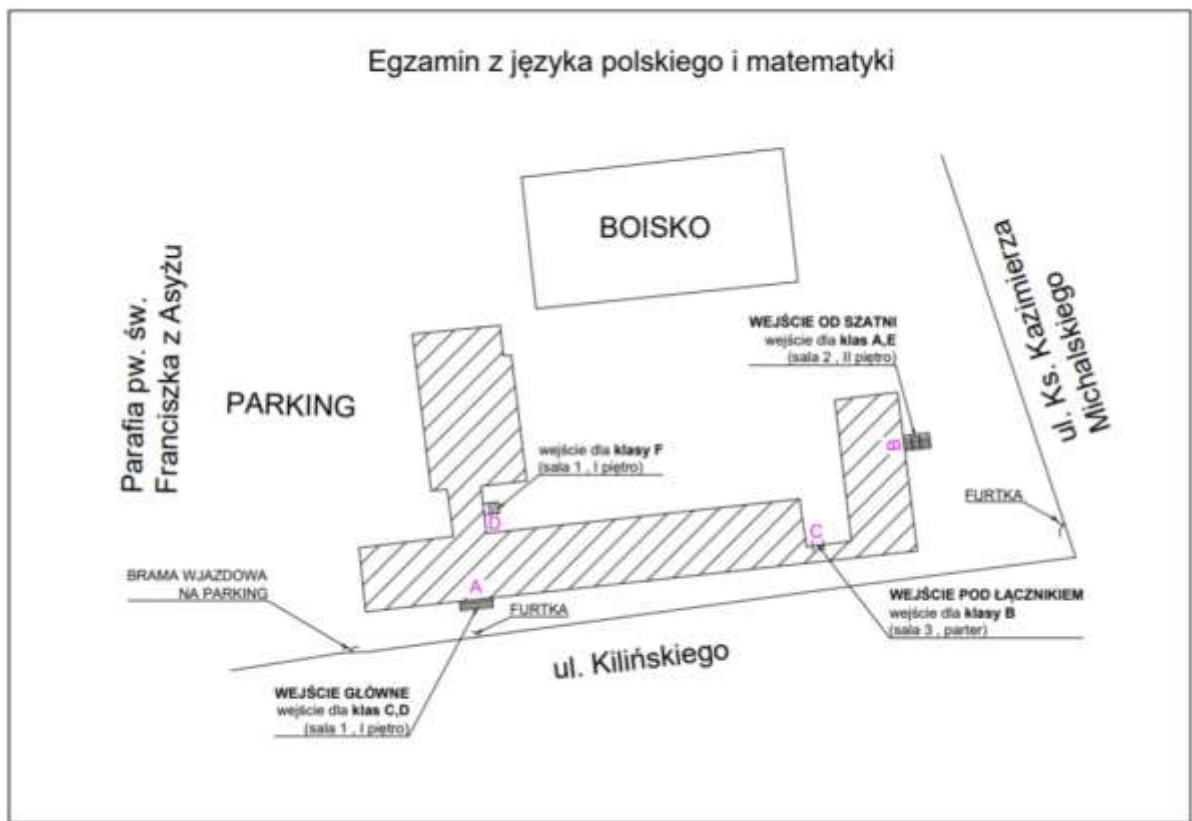 Egzamin z języka polskiego i matematyki
BOISKO
Parafia pw. św.
Franciszka z Asyżu
ul. Ks. Kazimierza
Michalskiego
WEJŚCIE OD SZATNI
wejście dla klas A,E
(sala 2 , II piętro)
PARKING
wejście dla klasy F
(sala 1 , I piętro)
B
FURTKA
D
C
BRAMA WJAZDOWA
NA PARKING
A
FURTKA
WEJŚCIE POD ŁĄCZNIKIEM
wejście dla klasy B
(sala 3 , parter)
ul. Kilińskiego
WEJŚCIE GŁÓWNE
wejście dla klas C,D
(sala 1 , I piętro)